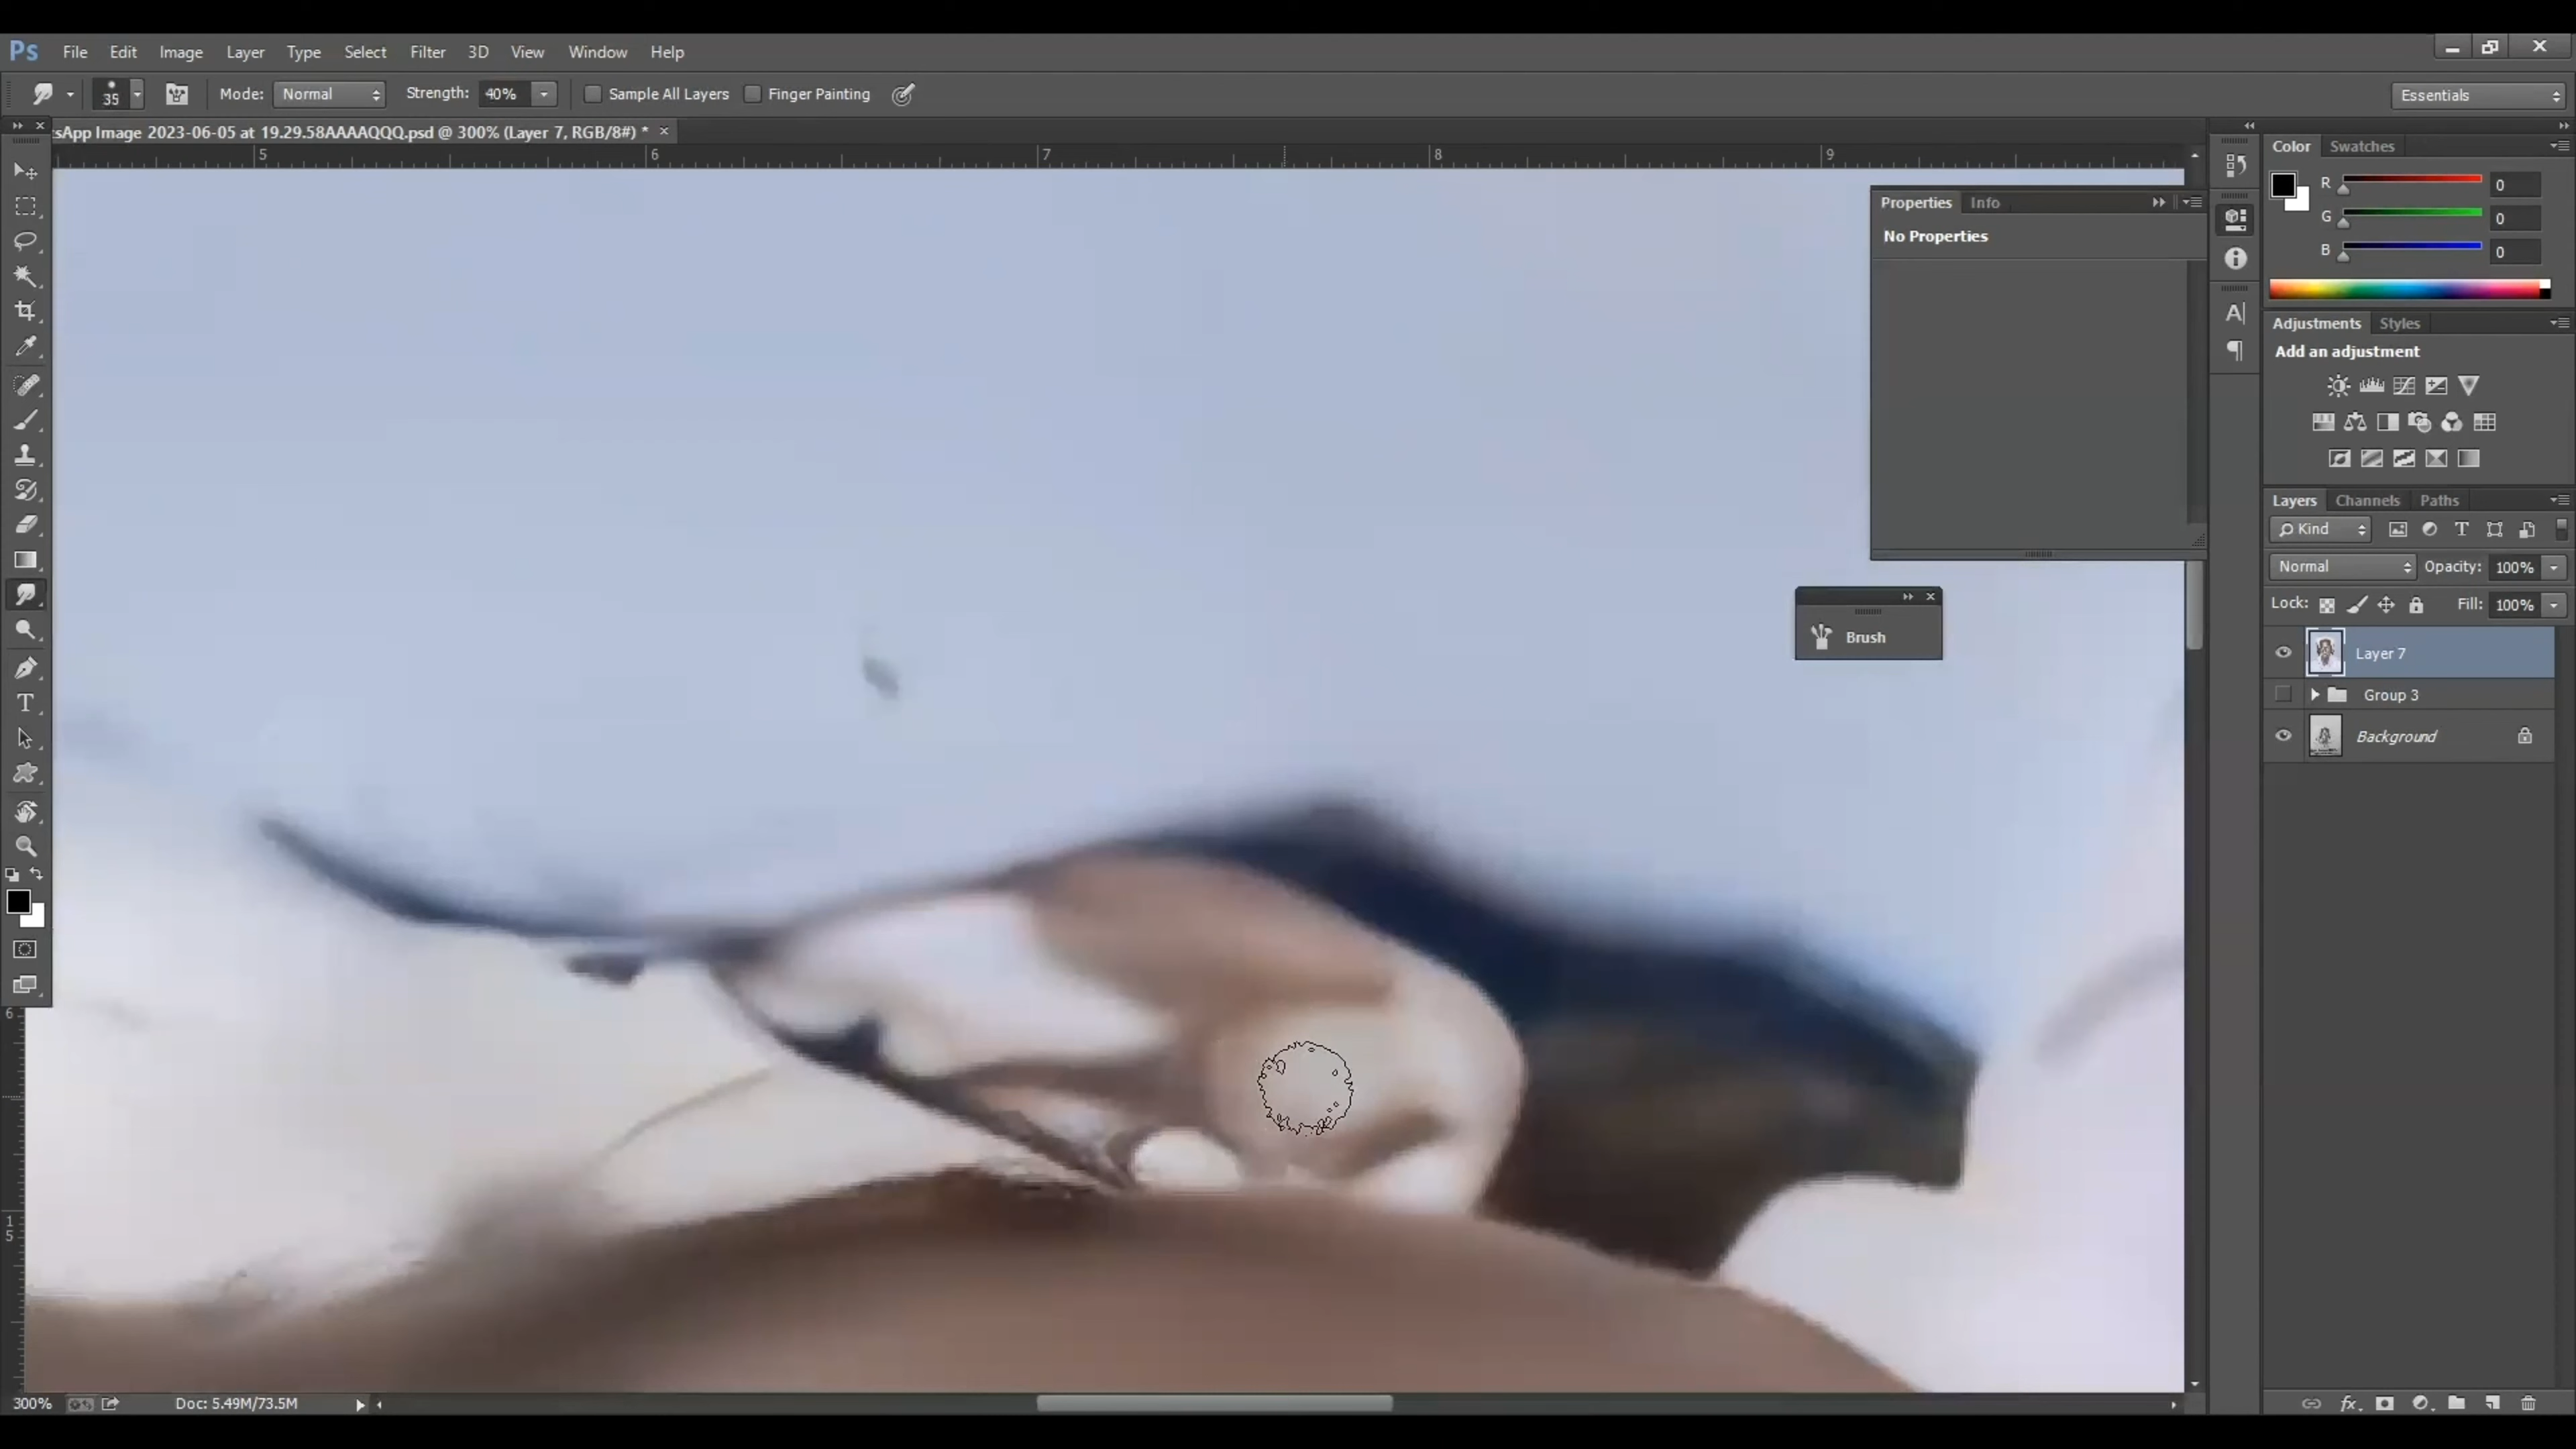 Ps File Edit Image Layer Type Select Filter 3D View Window Help
35 Mode: Normal Strength: 40% Sample All Layers Finger Painting Essentials
sApp Image 2023-06-05 at 19.29.58AAAAQQQ.psd @ 300% (Layer 7, RGB/8#) *
5 6 7 8 9
Properties Info
No Properties
Brush
Color Swatches
R 0
G 0
B 0
Adjustments Styles
Add an adjustment
Layers Channels Paths
Kind
Normal Opacity: 100%
Lock: Fill: 100%
Layer 7
Group 3
Background
6
1
5
300% Doc: 5.49M/73.5M